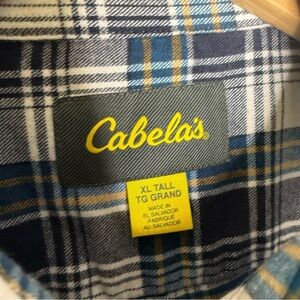 Cabela's
XL TALL
TG GRAND
MADE IN
EL SALVADOR
FABRIQUÉ
AU SALVADOR